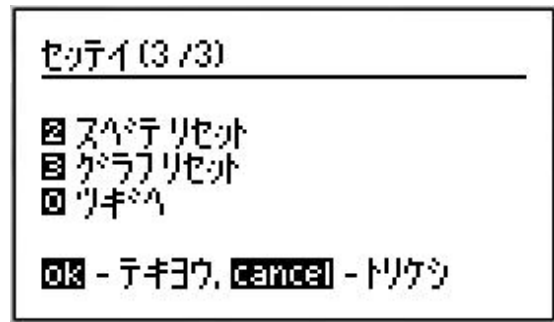 セッテイ (3 /3)
2 スベテ リセット
3 グラフ リセット
0 ツギヘ
ok - テキヨウ, cancel - トリケシ